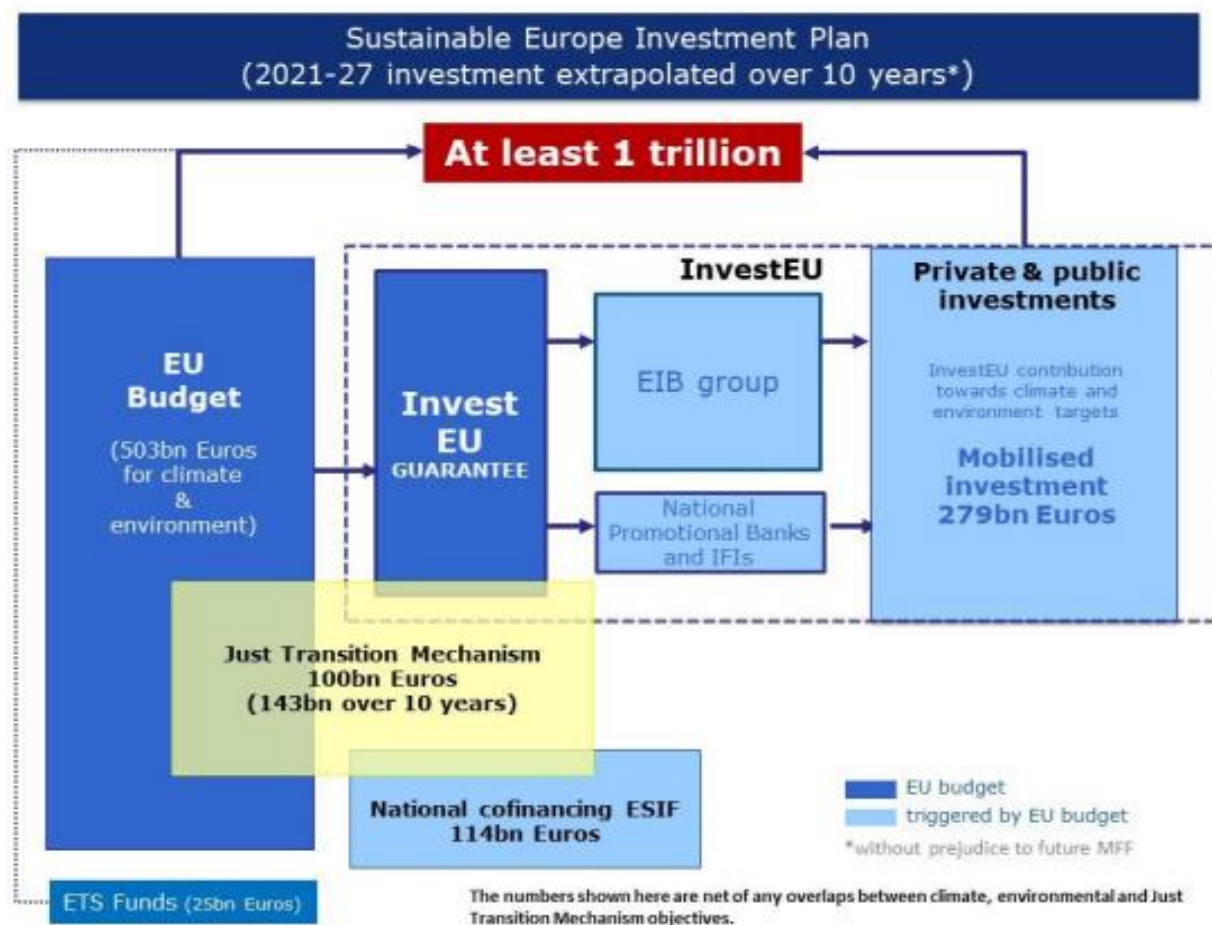 Sustainable Europe Investment Plan
(2021-27 investment extrapolated over 10 years*)
At least 1 trillion
EU
Budget
(503bn Euros
for climate
&
environment)
InvestEU
Invest
EU
GUARANTEE
EIB group
National
Promotional Banks
and IFIs
Private & public
investments
InvestEU contribution
towards climate and
environment targets
Mobilised
investment
279bn Euros
Just Transition Mechanism
100bn Euros
(143bn over 10 years)
National cofinancing ESIF
114bn Euros
EU budget
triggered by EU budget
*without prejudice to future MFF
ETS Funds (25bn Euros)
The numbers shown here are net of any overlaps between climate, environmental and Just
Transition Mechanism objectives.